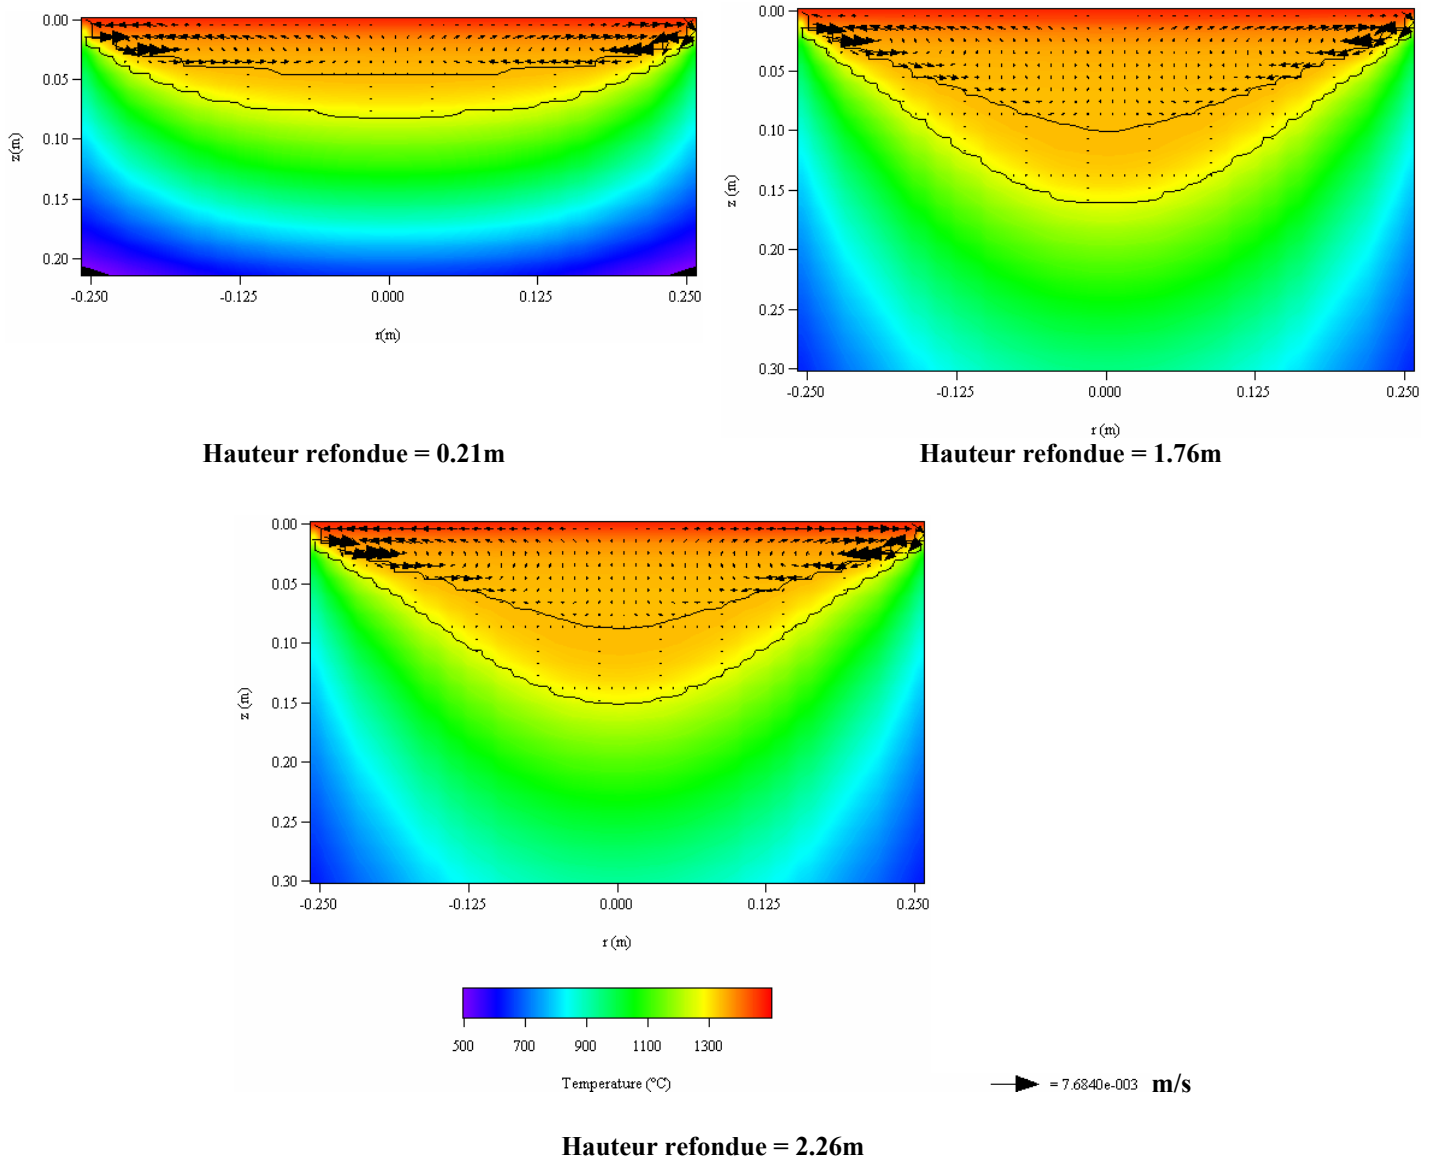 0.00
0.05
0.10
0.15
0.20
z(m)
-0.250 -0.125 0.000 0.125 0.250
r(m)
Hauteur refondue = 0.21m
0.00
0.05
0.10
0.15
0.20
0.25
0.30
z (m)
-0.250 -0.125 0.000 0.125 0.250
r (m)
Hauteur refondue = 1.76m
0.00
0.05
0.10
0.15
0.20
0.25
0.30
z (m)
-0.250 -0.125 0.000 0.125 0.250
r (m)
500 700 900 1100 1300
Temperature (°C)
= 7.6840e-003 m/s
Hauteur refondue = 2.26m